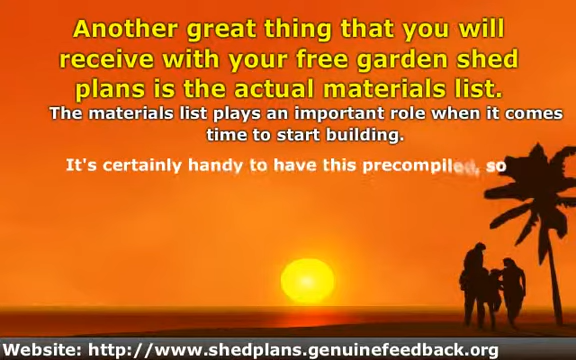 Another great thing that you will
receive with your free garden shed
plans is the actual materials list.
The materials list plays an important role when it comes
time to start building.
It's certainly handy to have this precompiled, so
Website: http://www.shedplans.genuinefeedback.org